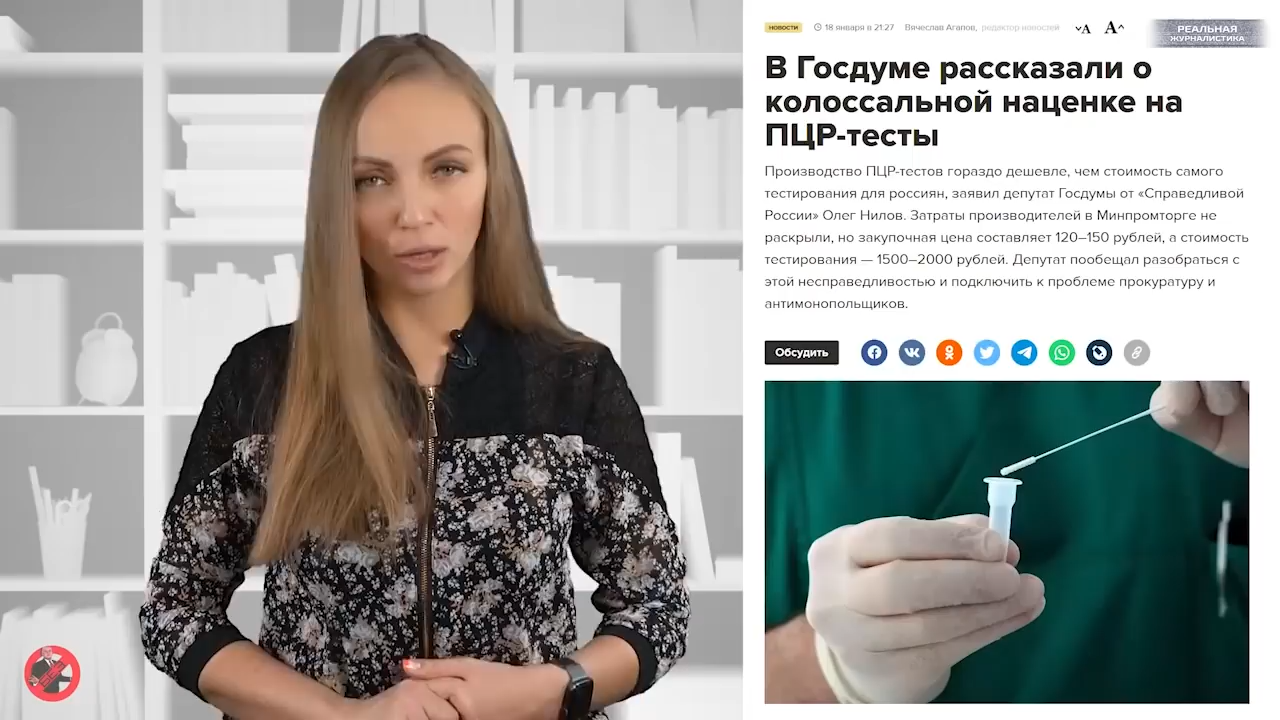 НОВОСТИ 18 января в 21:27 Вячеслав Агапов, редактор новостей А А
РЕАЛЬНАЯ
ЖУРНАЛИСТИКА
В Госдуме рассказали о
колоссальной наценке на
ПЦР-тесты
Производство ПЦР-тестов гораздо дешевле, чем стоимость самого
тестирования для россиян, заявил депутат Госдумы от «Справедливой
России» Олег Нилов. Затраты производителей в Минпромторге не
раскрыли, но закупочная цена составляет 120–150 рублей, а стоимость
тестирования — 1500–2000 рублей. Депутат пообещал разобраться с
этой несправедливостью и подключить к проблеме прокуратуру и
антимонопольщиков.
Обсудить